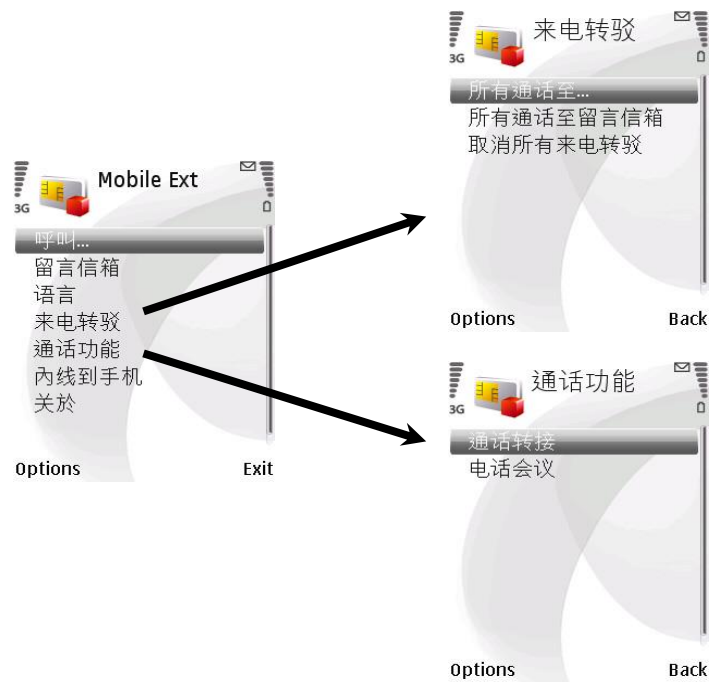 3G
Mobile Ext
呼叫...
留言信箱
语言
来电转驳
通话功能
內线到手机
关於
Options
Exit
3G
来电转驳
所有通话至...
所有通话至留言信箱
取消所有来电转驳
Options
Back
3G
通话功能
通话转接
电话会议
Options
Back